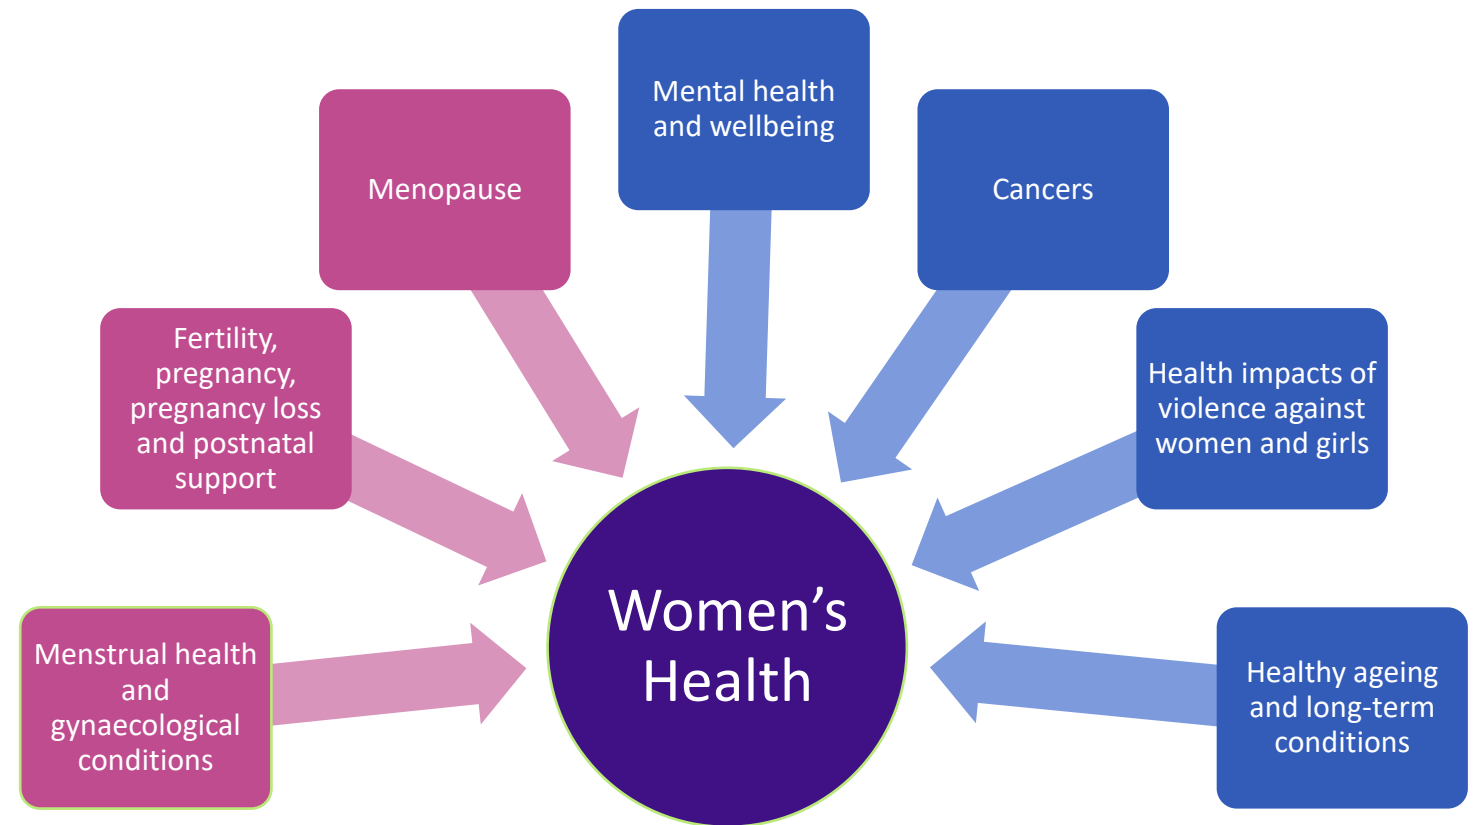 Mental health
and wellbeing
Menopause
Cancers
Fertility,
pregnancy,
pregnancy loss
and postnatal
support
Health impacts of
violence against
women and girls
Women’s
Health
Menstrual health
and
gynaecological
conditions
Healthy ageing
and long-term
conditions